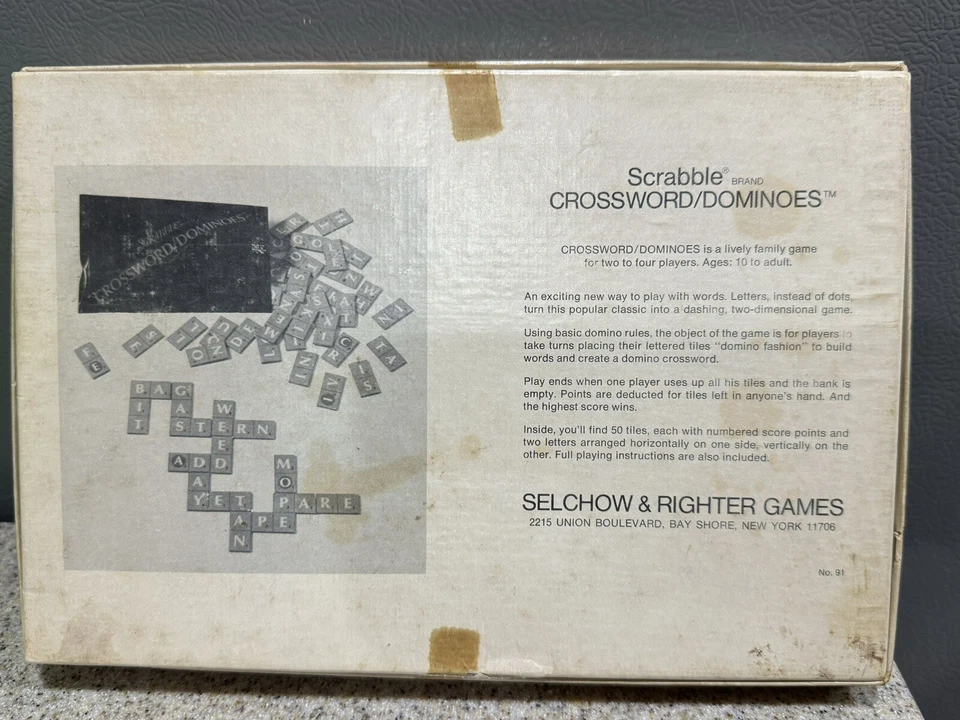 Scrabble® BRAND
CROSSWORD/DOMINOES™
CROSSWORD/DOMINOES is a lively family game
for two to four players. Ages: 10 to adult.
An exciting new way to play with words. Letters, instead of dots,
turn this popular classic into a dashing, two-dimensional game.
Using basic domino rules, the object of the game is for players to
take turns placing their lettered tiles "domino fashion" to build
words and create a domino crossword.
Play ends when one player uses up all his tiles and the bank is
empty. Points are deducted for tiles left in anyone's hand. And
the highest score wins.
Inside, you'll find 50 tiles, each with numbered score points and
two letters arranged horizontally on one side, vertically on the
other. Full playing instructions are also included.
SELCHOW & RIGHTER GAMES
2215 UNION BOULEVARD, BAY SHORE, NEW YORK 11706
No. 91
Scrabble
CROSSWORD/DOMINOES
BAG
BIT
WEED
MOPE